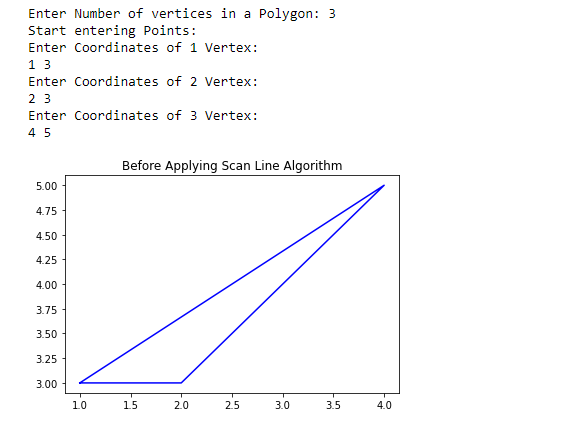 Enter Number of vertices in a Polygon: 3
Start entering Points:
Enter Coordinates of 1 Vertex:
1 3
Enter Coordinates of 2 Vertex:
2 3
Enter Coordinates of 3 Vertex:
4 5
Before Applying Scan Line Algorithm
5.00
4.75
4.50
4.25
4.00
3.75
3.50
3.25
3.00
1.0 1.5 2.0 2.5 3.0 3.5 4.0